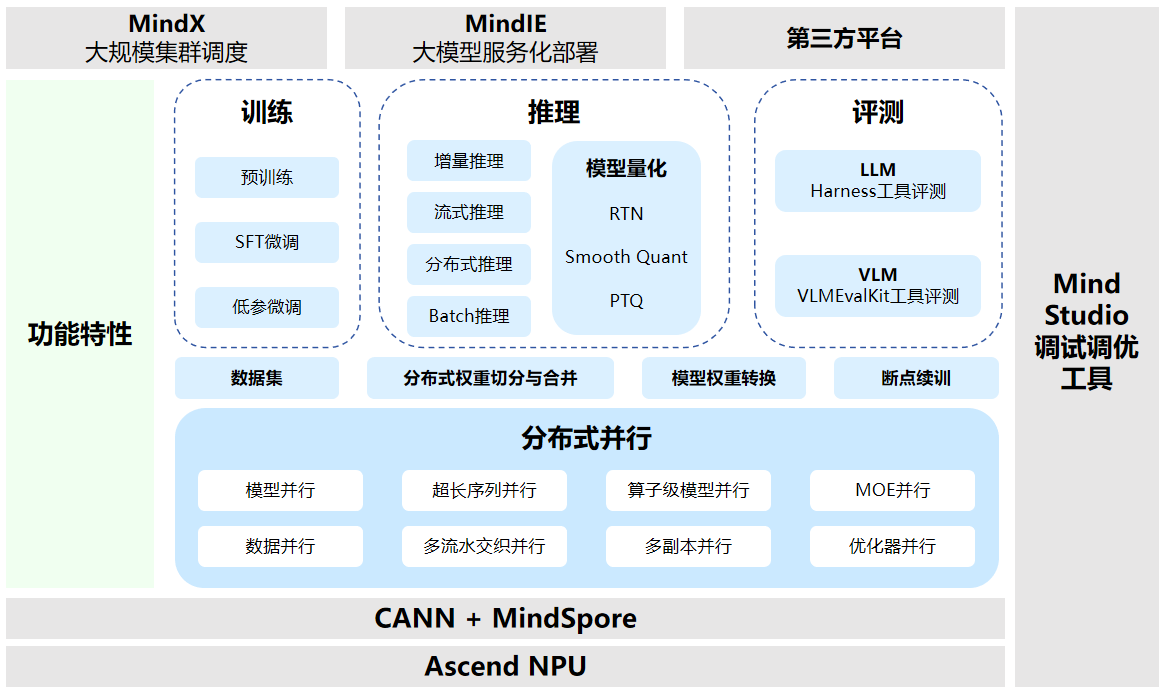 MindX
大规模集群调度
MindIE
大模型服务化部署
第三方平台
功能特性
训练
预训练
SFT微调
低参微调
推理
增量推理
流式推理
分布式推理
Batch推理
模型量化
RTN
Smooth Quant
PTQ
评测
LLM
Harness工具评测
VLM
VLMEvalKit工具评测
数据集
分布式权重切分与合并
模型权重转换
断点续训
分布式并行
模型并行
超长序列并行
算子级模型并行
MOE并行
数据并行
多流水交织并行
多副本并行
优化器并行
CANN + MindSpore
Ascend NPU
Mind
Studio
调试调优
工具